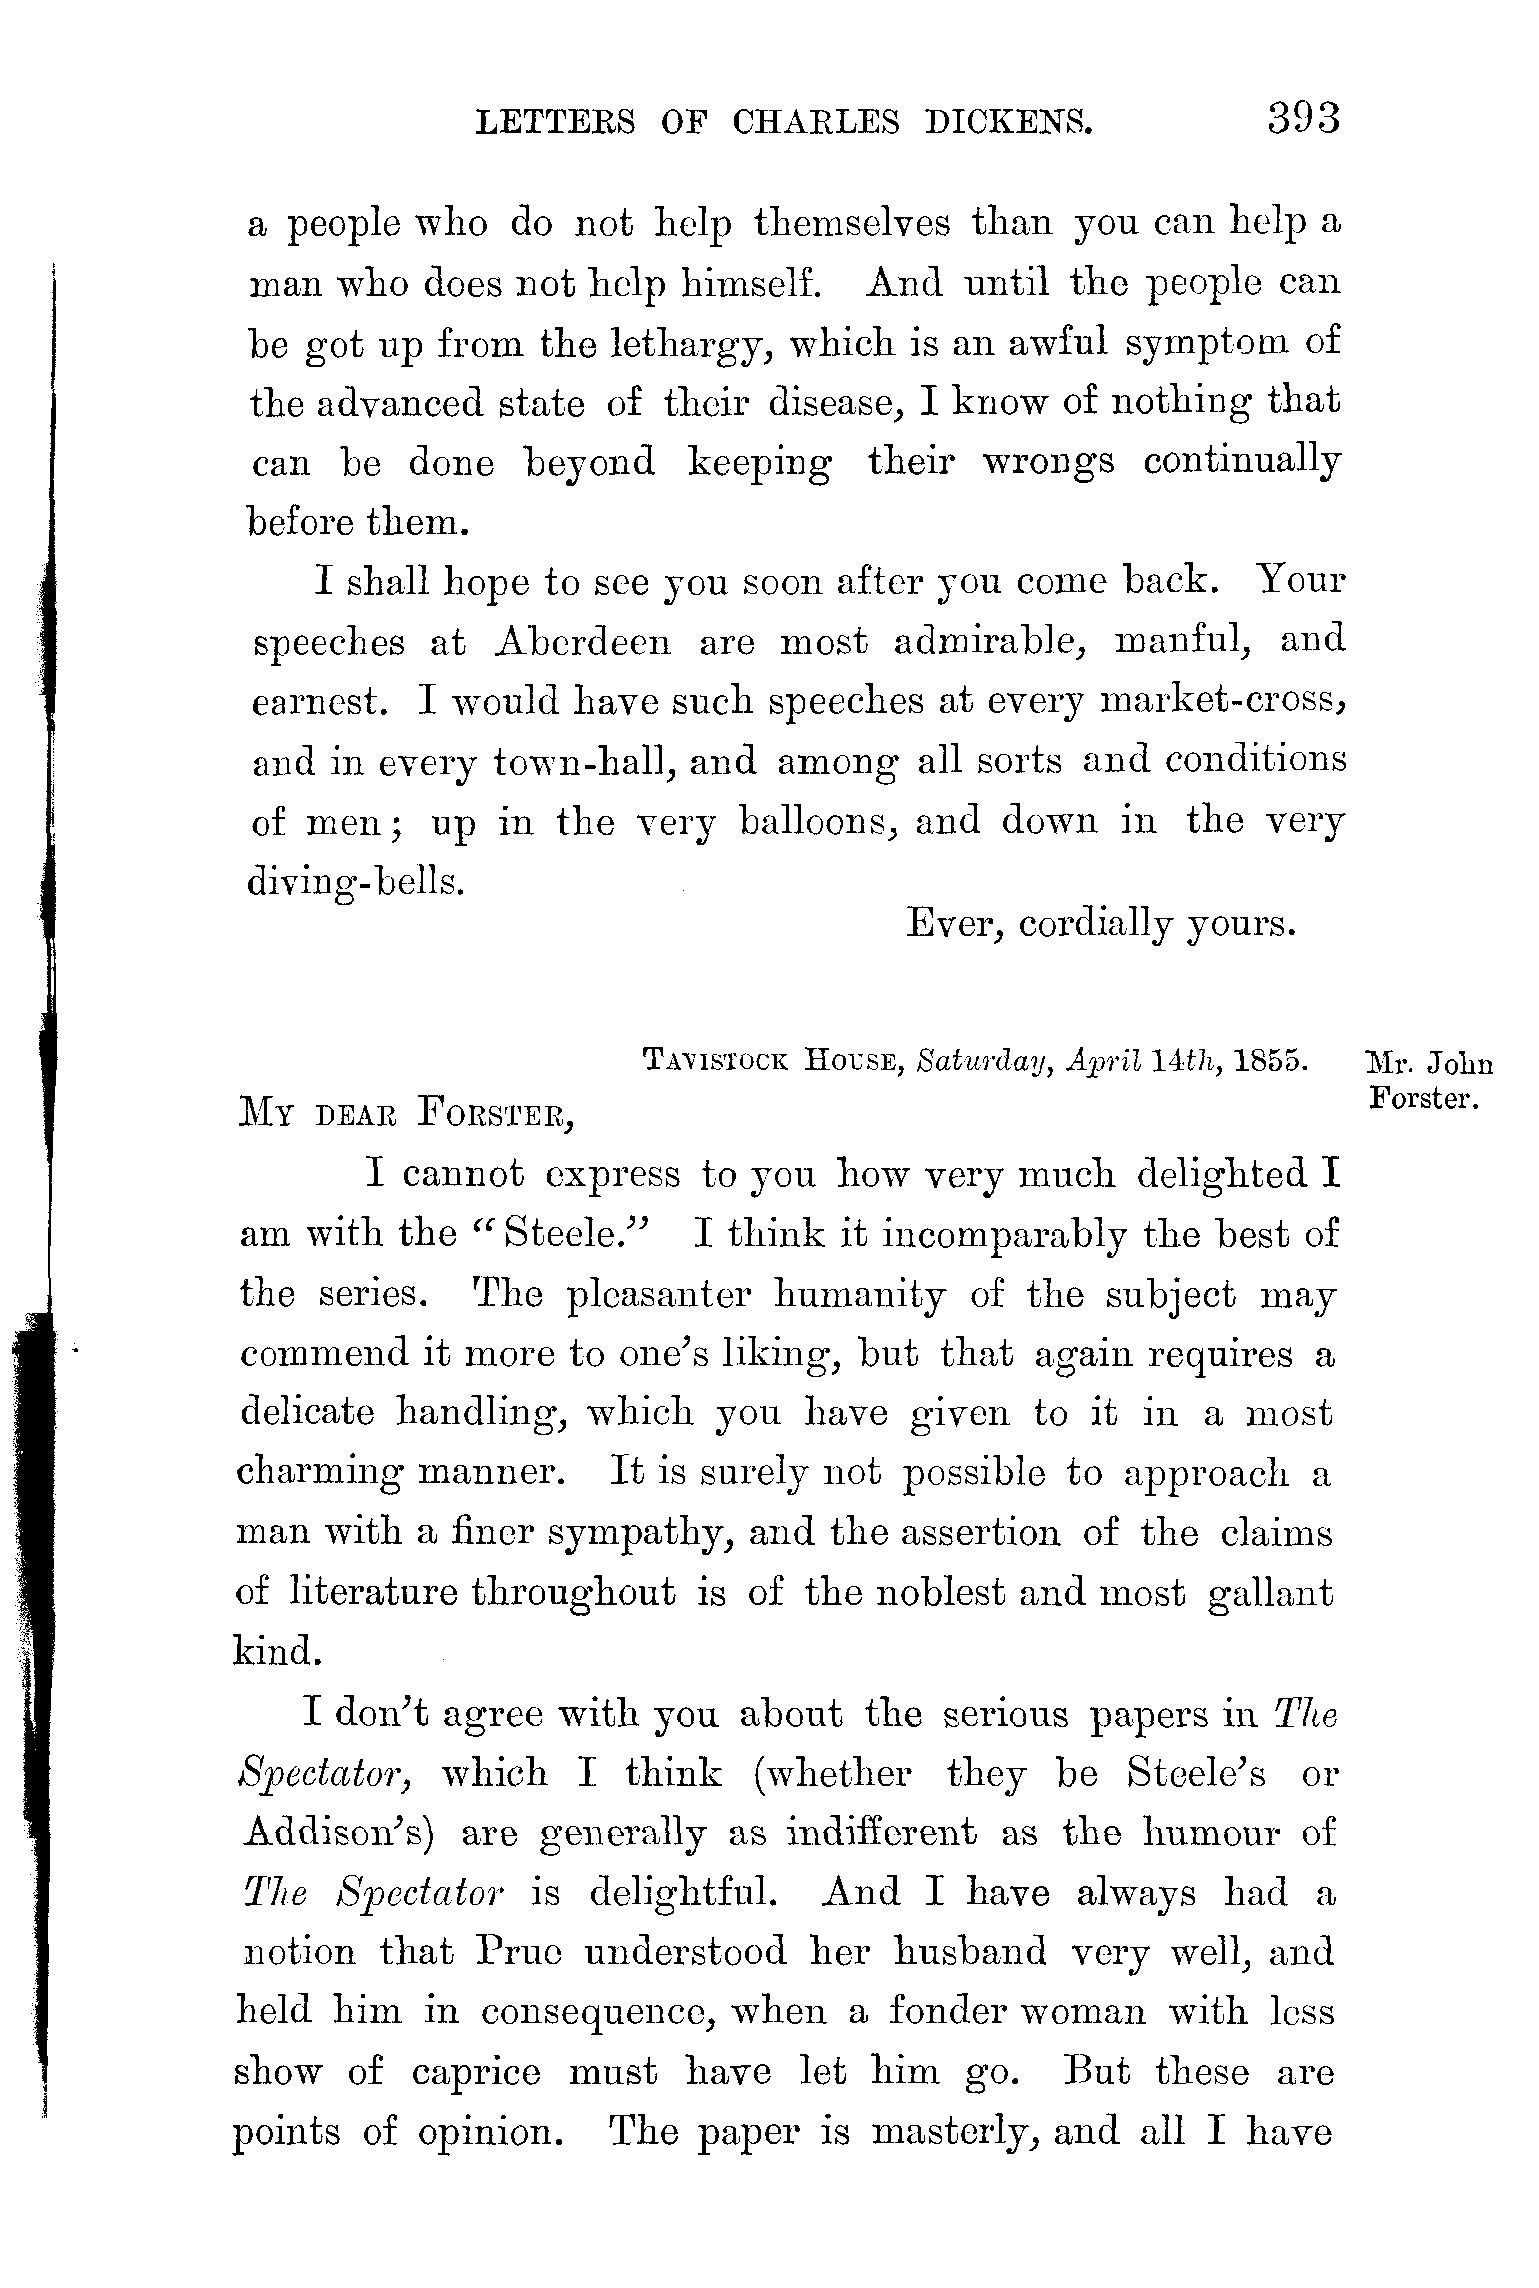 LETTERS OF CHARLES DICKENS. 393
a people who do not help themselves than you can help a
man who does not help himself. And until the people can
be got up from the lethargy, which is an awful symptom of
the advanced state of their disease, I know of nothing that
can be done beyond keeping their wrongs continually
before them.
I shall hope to see you soon after you come back. Your
speeches at Aberdeen are most admirable, manful, and
earnest. I would have such speeches at every market-cross,
and in every town-hall, and among all sorts and conditions
of men; up in the very balloons, and down in the very
diving-bells.
Ever, cordially yours.
TAVISTOCK HOUSE, Saturday, April 14th, 1855.
Mr. John
Forster.
MY DEAR FORSTER,
I cannot express to you how very much delighted I
am with the “Steele.” I think it incomparably the best of
the series. The pleasanter humanity of the subject may
commend it more to one’s liking, but that again requires a
delicate handling, which you have given to it in a most
charming manner. It is surely not possible to approach a
man with a finer sympathy, and the assertion of the claims
of literature throughout is of the noblest and most gallant
kind.
I don’t agree with you about the serious papers in The
Spectator, which I think (whether they be Steele’s or
Addison’s) are generally as indifferent as the humour of
The Spectator is delightful. And I have always had a
notion that Prue understood her husband very well, and
held him in consequence, when a fonder woman with less
show of caprice must have let him go. But these are
points of opinion. The paper is masterly, and all I have